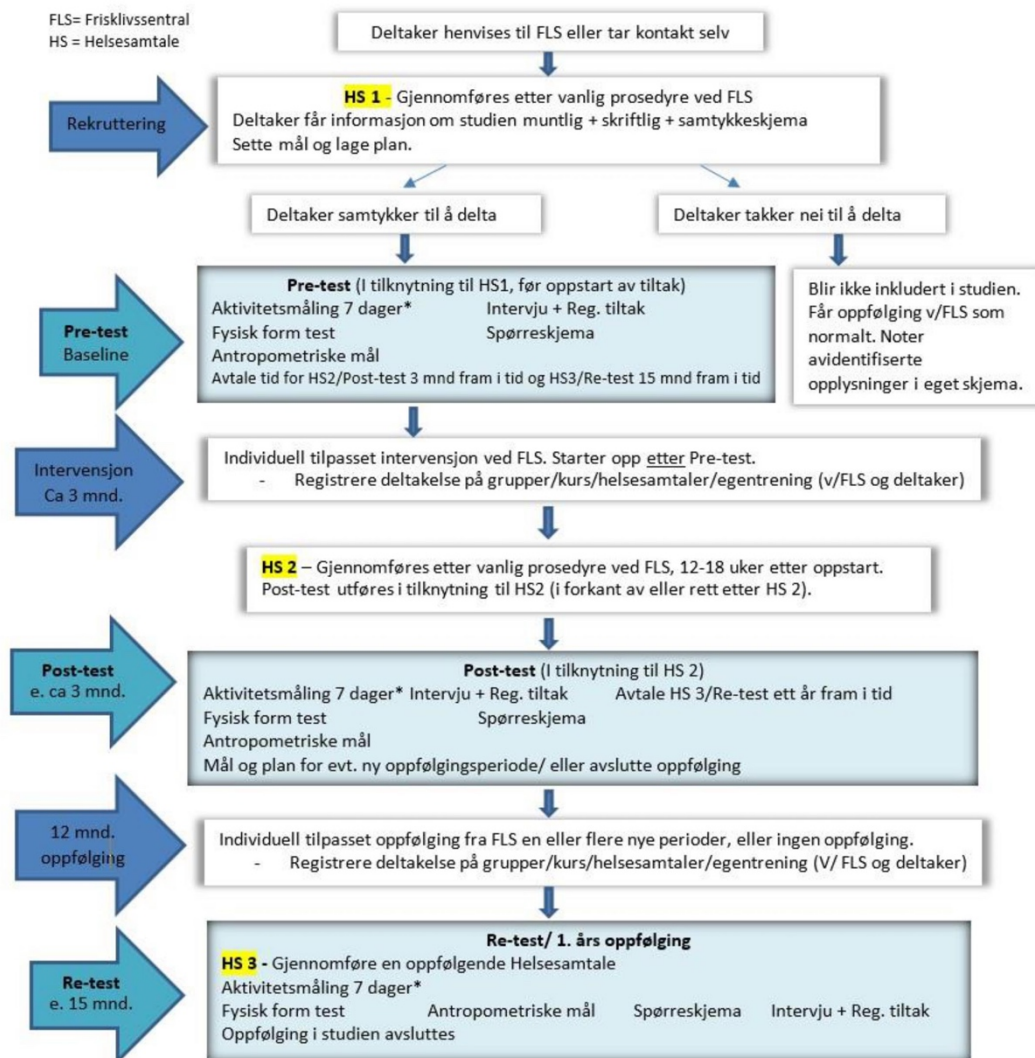 FLS= Frisklivssentral
HS = Helsesamtale
Deltaker henvises til FLS eller tar kontakt selv
Rekruttering
HS 1 - Gjennomføres etter vanlig prosedyre ved FLS
Deltaker får informasjon om studien muntlig + skriftlig + samtykkeskjema
Sette mål og lage plan.
Deltaker samtykker til å delta
Deltaker takker nei til å delta
Pre-test
Baseline
Pre-test (I tilknytning til HS1, før oppstart av tiltak)
Aktivitetsmåling 7 dager* Intervju + Reg. tiltak
Fysisk form test Spørreskjema
Antropometriske mål
Avtale tid for HS2/Post-test 3 mnd fram i tid og HS3/Re-test 15 mnd fram i tid
Blir ikke inkludert i studien.
Får oppfølging v/FLS som
normalt. Noter
avidentifiserte
opplysninger i eget skjema.
Intervensjon
Ca 3 mnd.
Individuell tilpasset intervensjon ved FLS. Starter opp etter Pre-test.
- Registrere deltakelse på grupper/kurs/helsesamtaler/egentrening (v/FLS og deltaker)
HS 2 – Gjennomføres etter vanlig prosedyre ved FLS, 12-18 uker etter oppstart.
Post-test utføres i tilknytning til HS2 (i forkant av eller rett etter HS 2).
Post-test
e. ca 3 mnd.
Post-test (I tilknytning til HS 2)
Aktivitetsmåling 7 dager* Intervju + Reg. tiltak Avtale HS 3/Re-test ett år fram i tid
Fysisk form test Spørreskjema
Antropometriske mål
Mål og plan for evt. ny oppfølgingsperiode/ eller avslutte oppfølging
12 mnd.
oppfølging
Individuell tilpasset oppfølging fra FLS en eller flere nye perioder, eller ingen oppfølging.
- Registrere deltakelse på grupper/kurs/helsesamtaler/egentrening (V/ FLS og deltaker)
Re-test
e. 15 mnd.
Re-test/ 1. års oppfølging
HS 3 - Gjennomføre en oppfølgende Helsesamtale
Aktivitetsmåling 7 dager*
Fysisk form test Antropometriske mål Spørreskjema Intervju + Reg. tiltak
Oppfølging i studien avsluttes